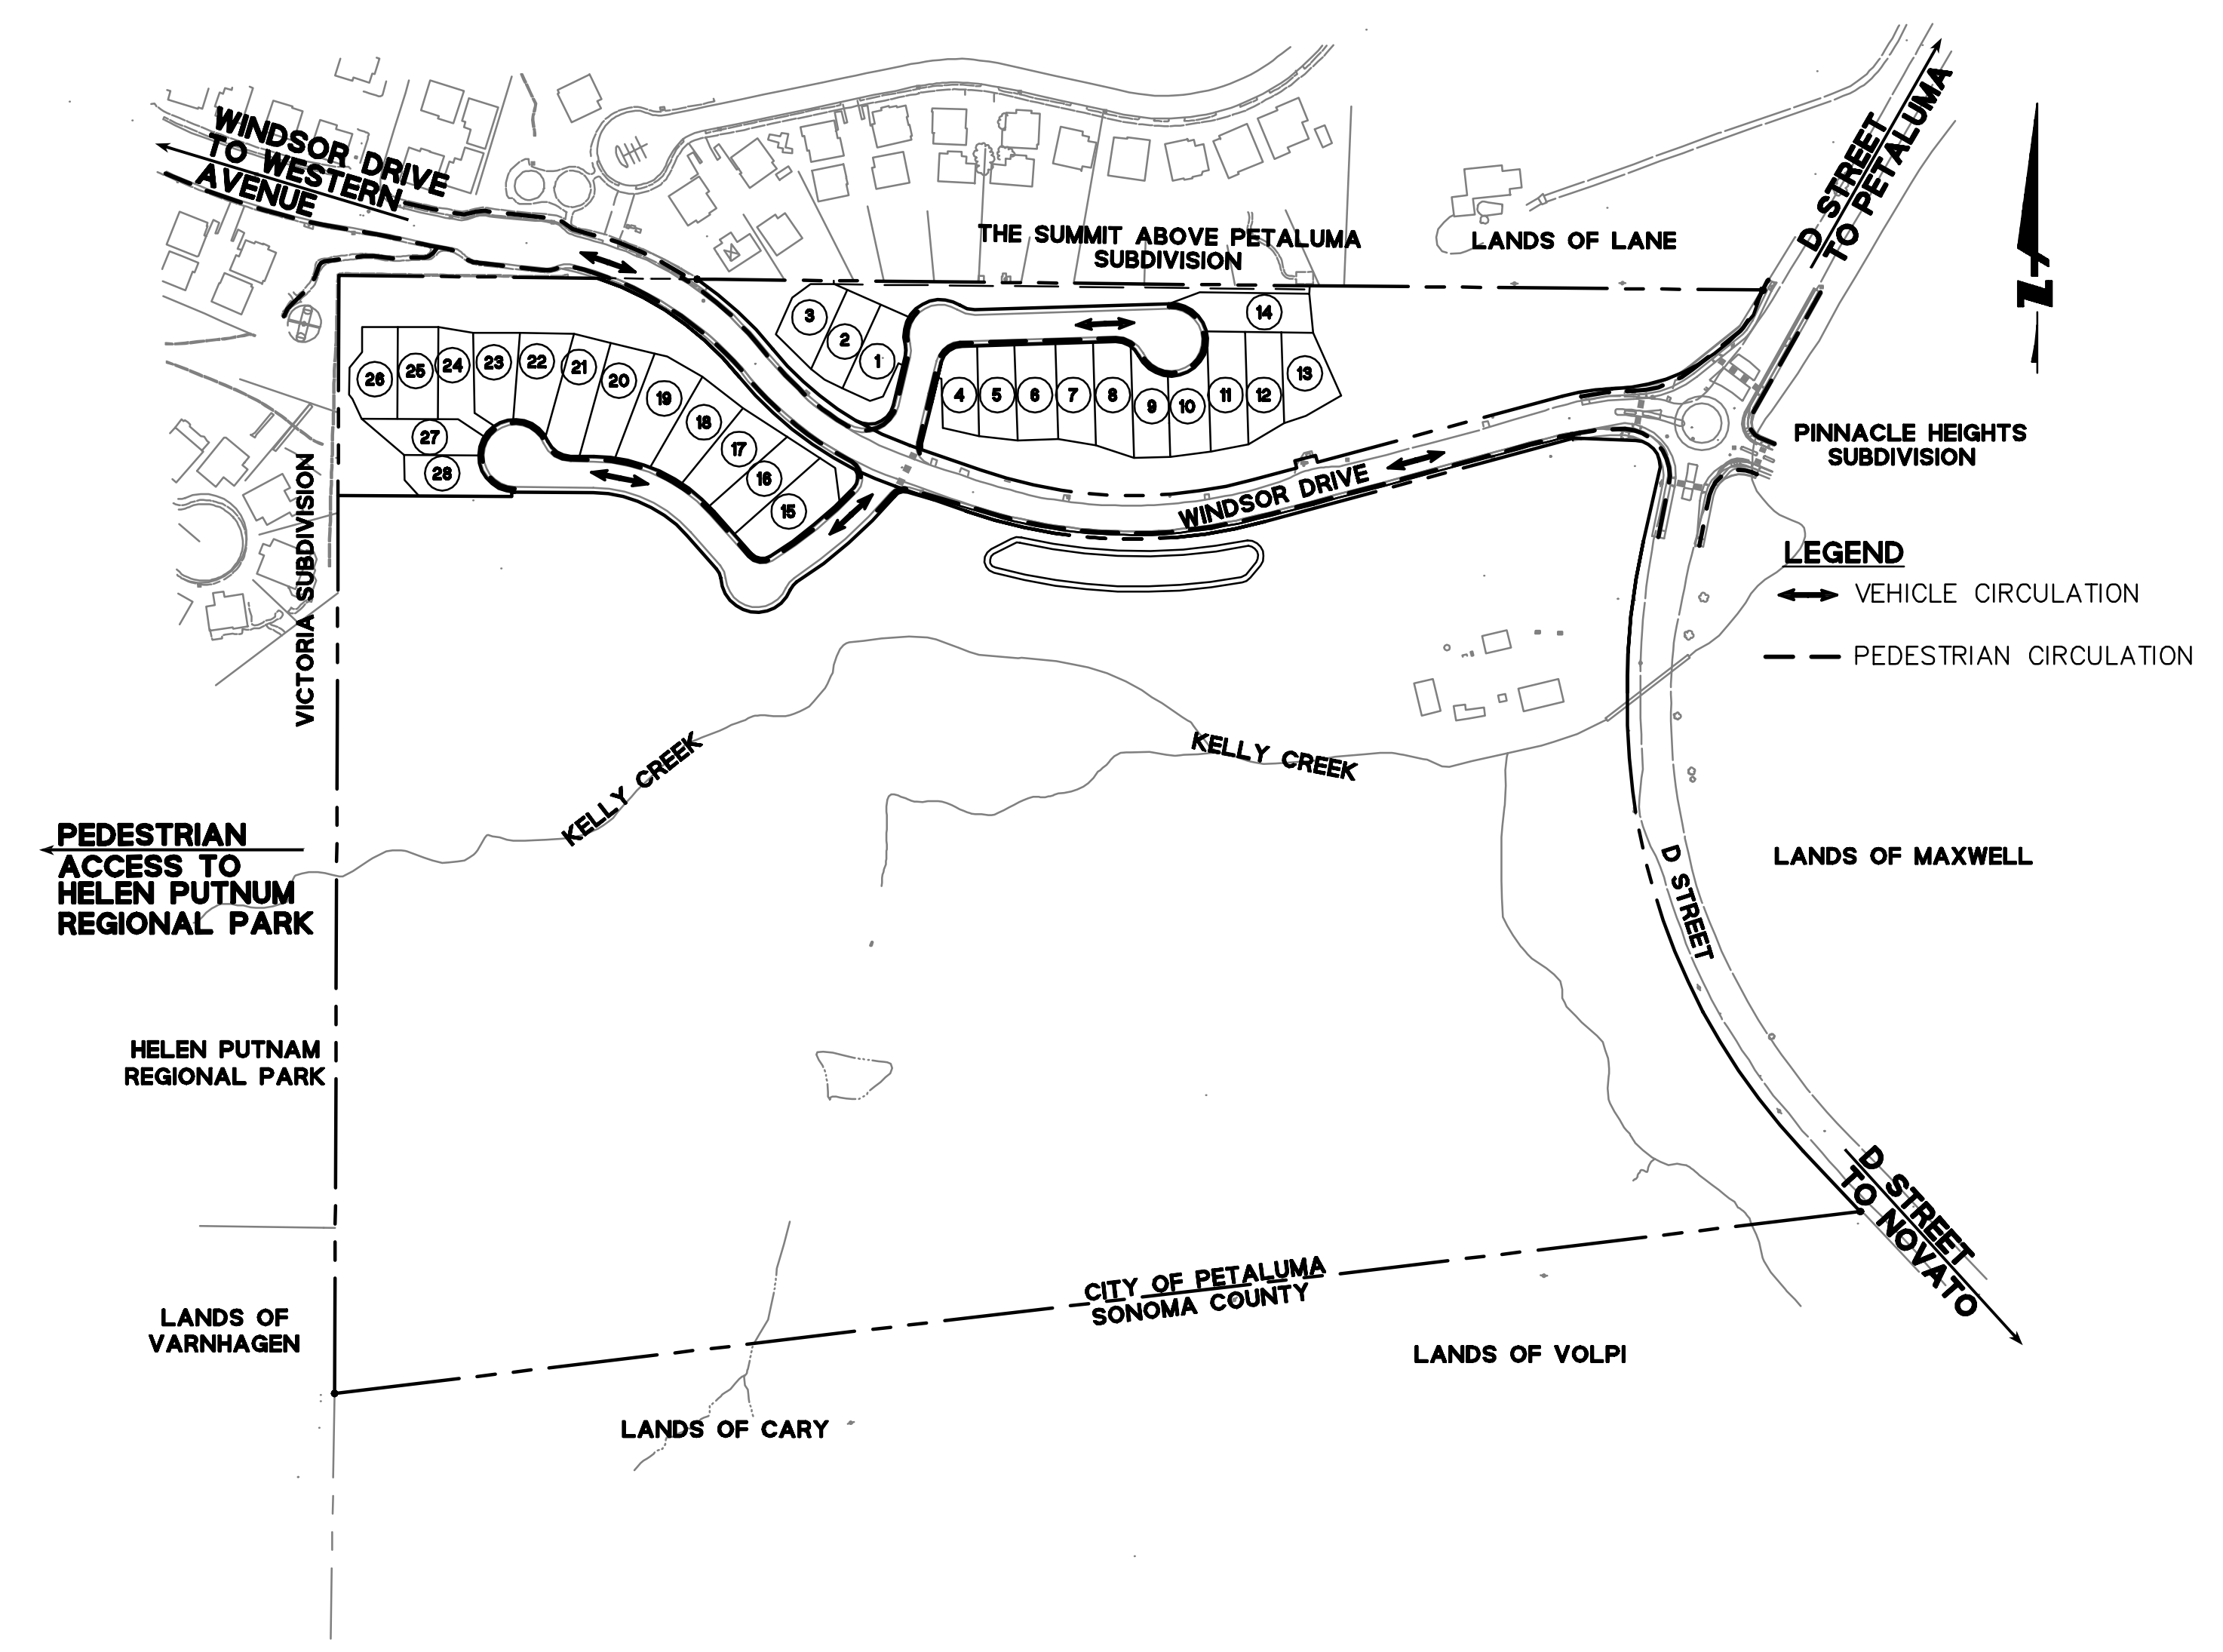 WINDSOR DRIVE
TO WESTERN
AVENUE
D STREET
TO PETALUMA
N
THE SUMMIT ABOVE PETALUMA
SUBDIVISION
LANDS OF LANE
3
2
1
14
26
25
24
23
22
21
20
19
18
17
16
15
27
28
4
5
6
7
8
9
10
11
12
13
PINNACLE HEIGHTS
SUBDIVISION
WINDSOR DRIVE
VICTORIA SUBDIVISION
LEGEND
VEHICLE CIRCULATION
PEDESTRIAN CIRCULATION
KELLY CREEK
KELLY CREEK
PEDESTRIAN
ACCESS TO
HELEN PUTNUM
REGIONAL PARK
D STREET
LANDS OF MAXWELL
HELEN PUTNAM
REGIONAL PARK
D STREET
TO NOVATO
CITY OF PETALUMA
SONOMA COUNTY
LANDS OF
VARNHAGEN
LANDS OF VOLPI
LANDS OF CARY